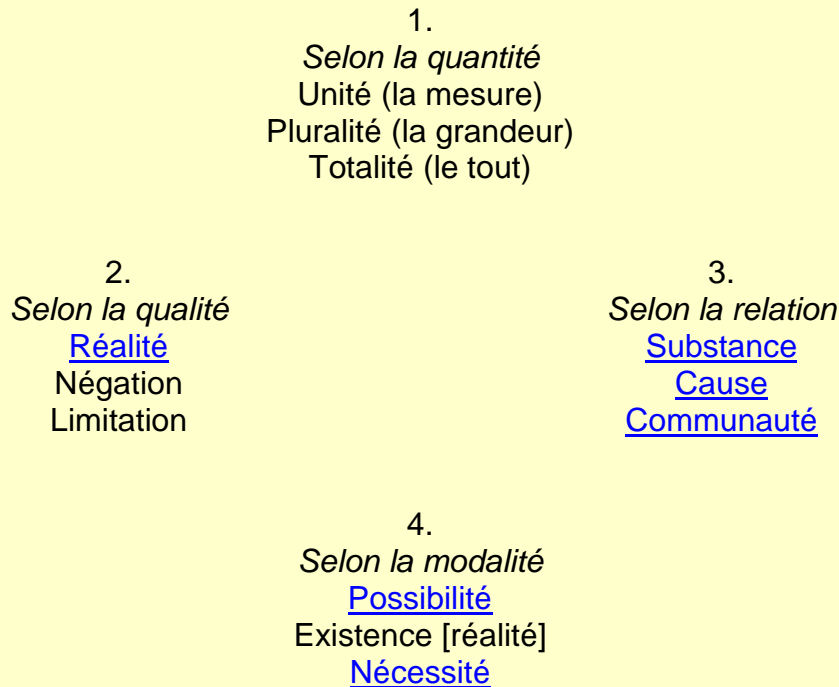 1.
Selon la quantité
Unité (la mesure)
Pluralité (la grandeur)
Totalité (le tout)
2.
Selon la qualité
Réalité
Négation
Limitation
3.
Selon la relation
Substance
Cause
Communauté
4.
Selon la modalité
Possibilité
Existence [réalité]
Nécessité